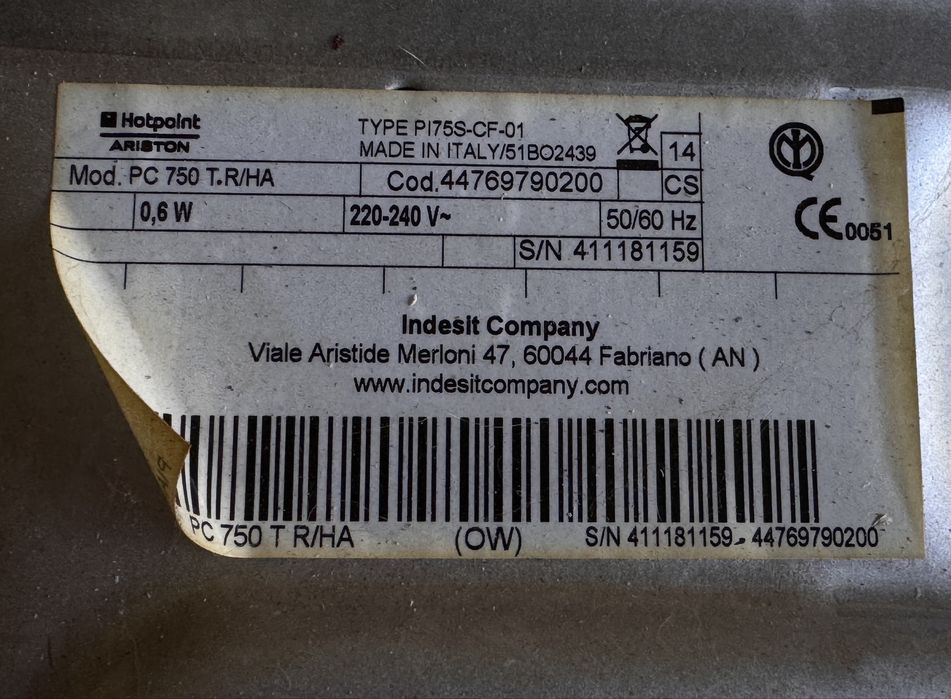 Hotpoint
ARISTON
TYPE PI75S-CF-01
MADE IN ITALY/51BO2439
14
Mod. PC 750 T.R/HA
Cod.44769790200
CS
0,6 W
220-240 V~
50/60 Hz
CE 0051
S/N 411181159
Indesit Company
Viale Aristide Merloni 47, 60044 Fabriano ( AN )
www.indesitcompany.com
PC 750 T R/HA (OW) S/N 411181159 - 44769790200